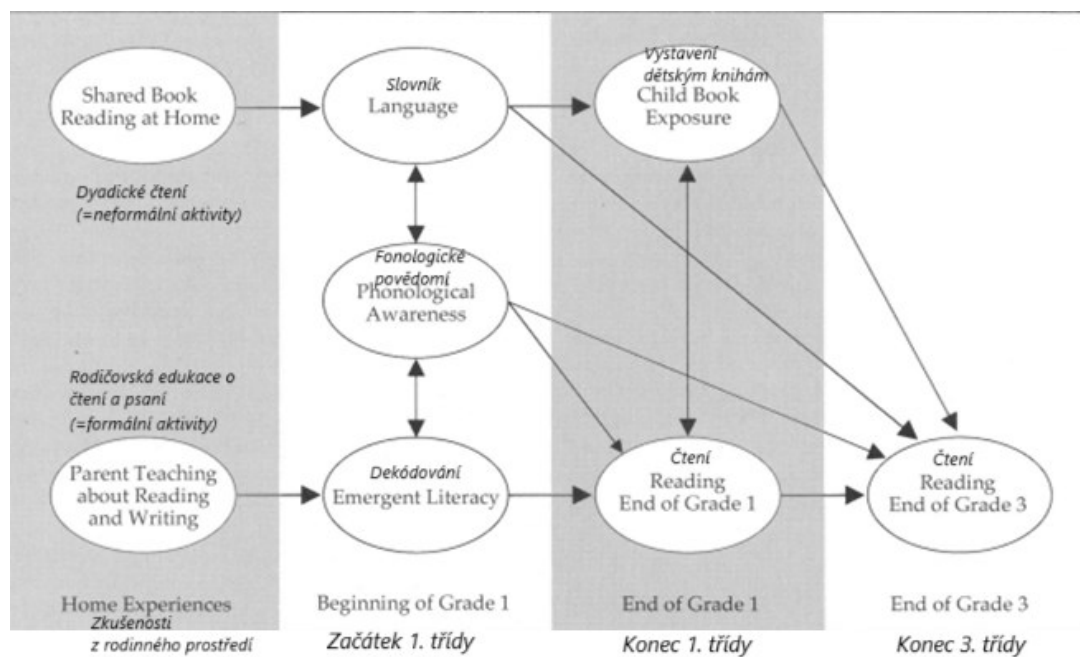 Shared Book
Reading at Home
Dyadické čtení
(=neformální aktivity)
Rodičovská edukace o
čtení a psaní
(=formální aktivity)
Parent Teaching
about Reading
and Writing
Home Experiences
Zkušenosti
z rodinného prostředí
Slovník
Language
Fonologické
povědomí
Phonological
Awareness
Dekódování
Emergent Literacy
Beginning of Grade 1
Začátek 1. třídy
Vystavení
dětským knihám
Child Book
Exposure
Čtení
Reading
End of Grade 1
End of Grade 1
Konec 1. třídy
Čtení
Reading
End of Grade 3
End of Grade 3
Konec 3. třídy